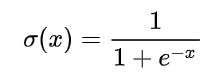 σ(x) = 1 / (1 + e^{-x})